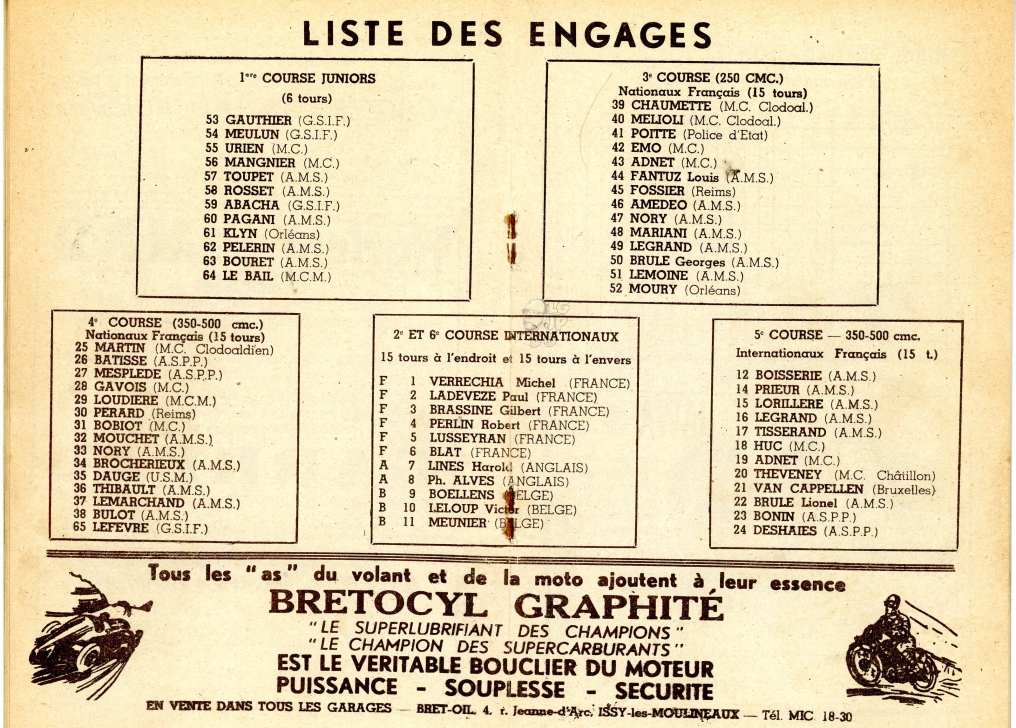 LISTE DES ENGAGES
1ere COURSE JUNIORS
(6 tours)
53 GAUTHIER (G.S.I.F.)
54 MEULUN (G.S.I.F.)
55 URIEN (M.C.)
56 MANGNIER (M.C.)
57 TOUPET (A.M.S.)
58 ROSSET (A.M.S.)
59 ABACHA (G.S.I.F.)
60 PAGANI (A.M.S.)
61 KLYN (Orléans)
62 PELERIN (A.M.S.)
63 BOURET (A.M.S.)
64 LE BAIL (M.C.M.)
3e COURSE (250 CMC.)
Nationaux Français (15 tours)
39 CHAUMETTE (M.C. Clodoal.)
40 MELIOLI (M.C. Clodoal.)
41 POITTE (Police d'Etat)
42 EMO (M.C.)
43 ADNET (M.C.)
44 FANTUZ Louis (A.M.S.)
45 FOSSIER (Reims)
46 AMEDEO (A.M.S.)
47 NORY (A.M.S.)
48 MARIANI (A.M.S.)
49 LEGRAND (A.M.S.)
50 BRULE Georges (A.M.S.)
51 LEMOINE (A.M.S.)
52 MOURY (Orléans)
4e COURSE (350-500 cmc.)
Nationaux Français (15 tours)
25 MARTIN (M.C. Clodoaldien)
26 BATISSE (A.S.P.P.)
27 MESPLEDE (A.S.P.P.)
28 GAVOIS (M.C.)
29 LOUDIERE (M.C.M.)
30 PERARD (Reims)
31 BOBIOT (M.C.)
32 MOUCHET (A.M.S.)
33 NORY (A.M.S.)
34 BROCHERIEUX (A.M.S.)
35 DAUGE (U.S.M.)
36 THIBAULT (A.M.S.)
37 LEMARCHAND (A.M.S.)
38 BULOT (A.M.S.)
65 LEFEVRE (G.S.I.F.)
2e ET 6e COURSE INTERNATIONAUX
15 tours à l'endroit et 15 tours à l'envers
F 1 VERRECHIA Michel (FRANCE)
F 2 LADEVEZE Paul (FRANCE)
F 3 BRASSINE Gilbert (FRANCE)
F 4 PERLIN Robert (FRANCE)
F 5 LUSSEYRAN (FRANCE)
F 6 BLAT (FRANCE)
A 7 LINES Harold (ANGLAIS)
A 8 Ph. ALVES (ANGLAIS)
B 9 BOELLENS (BELGE)
B 10 LELOUP Victor (BELGE)
B 11 MEUNIER (BELGE)
5e COURSE — 350-500 cmc.
Internationaux Français (15 t.)
12 BOISSERIE (A.M.S.)
14 PRIEUR (A.M.S.)
15 LORILLERE (A.M.S.)
16 LEGRAND (A.M.S.)
17 TISSERAND (A.M.S.)
18 HUC (M.C.)
19 ADNET (M.C.)
20 THEVENEY (M.C. Châtillon)
21 VAN CAPPELLEN (Bruxelles)
22 BRULE Lionel (A.M.S.)
23 BONIN (A.S.P.P.)
24 DESHAIES (A.S.P.P.)
Tous les "as" du volant et de la moto ajoutent à leur essence
BRETOCYL GRAPHITÉ
"LE SUPERLUBRIFIANT DES CHAMPIONS"
"LE CHAMPION DES SUPERCARBURANTS"
EST LE VERITABLE BOUCLIER DU MOTEUR
PUISSANCE - SOUPLESSE - SECURITE
EN VENTE DANS TOUS LES GARAGES — BRET-OIL, 4, r. Jeanne-d'Arc, ISSY-les-MOULINEAUX — Tél. MIC 18-30